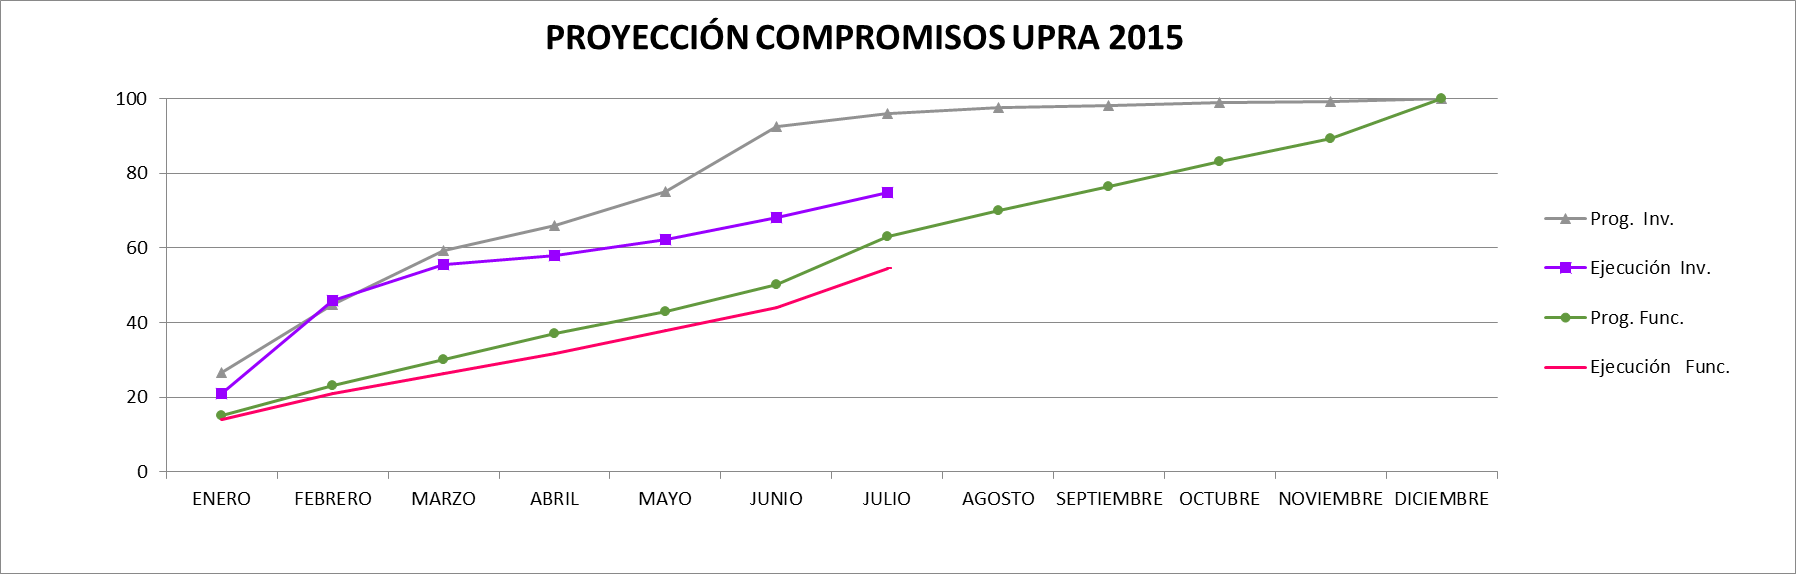 PROYECCIÓN COMPROMISOS UPRA 2015
100
80
60
40
20
0
ENERO FEBRERO MARZO ABRIL MAYO JUNIO JULIO AGOSTO SEPTIEMBRE OCTUBRE NOVIEMBRE DICIEMBRE
Prog. Inv.
Ejecución Inv.
Prog. Func.
Ejecución Func.